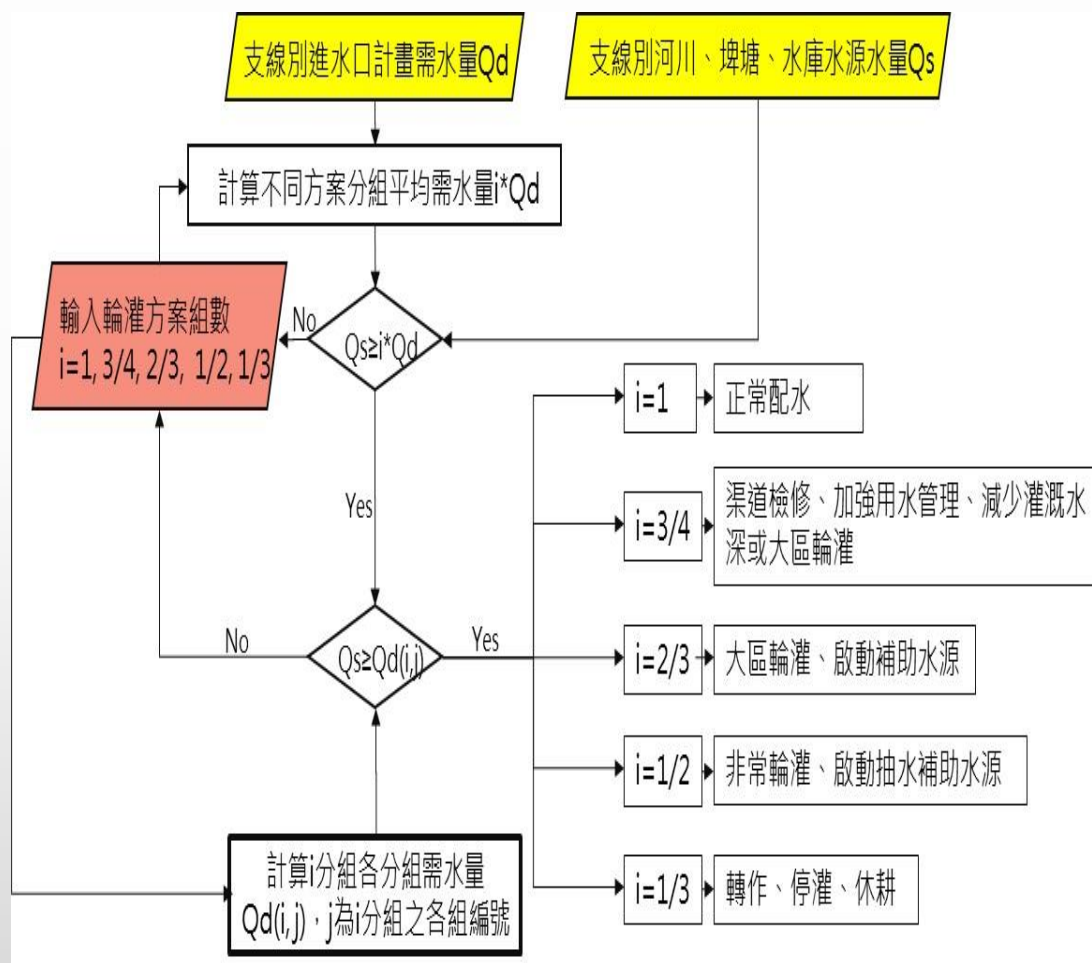 支線別進水口計畫需水量Qd
支線別河川、埤塘、水庫水源水量Qs
計算不同方案分組平均需水量i*Qd
輸入輪灌方案組數
i=1, 3/4, 2/3, 1/2, 1/3
No
Qs≥i*Qd
Yes
i=1
正常配水
i=3/4
渠道檢修、加強用水管理、減少灌溉水
深或大區輪灌
No
Qs≥Qd(i,j)
Yes
i=2/3
大區輪灌、啟動補助水源
i=1/2
非常輪灌、啟動抽水補助水源
計算i分組各分組需水量
Qd(i,j)，j為i分組之各組編號
i=1/3
轉作、停灌、休耕